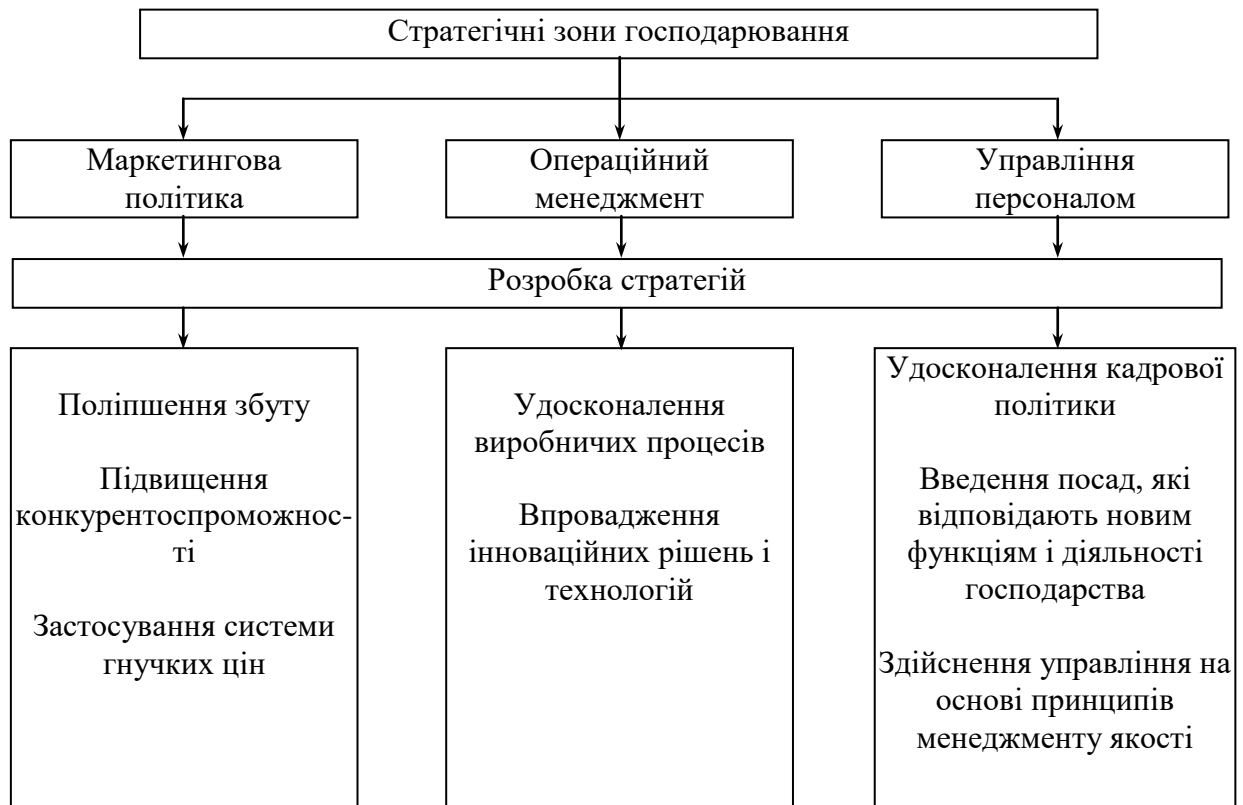 Стратегічні зони господарювання
Маркетингова
політика
Операційний
менеджмент
Управління
персоналом
Розробка стратегій
Поліпшення збуту
Підвищення
конкурентоспроможнос-
ті
Застосування системи
гнучких цін
Удосконалення
виробничих процесів
Впровадження
інноваційних рішень і
технологій
Удосконалення кадрової
політики
Введення посад, які
відповідають новим
функціям і діяльності
господарства
Здійснення управління на
основі принципів
менеджменту якості